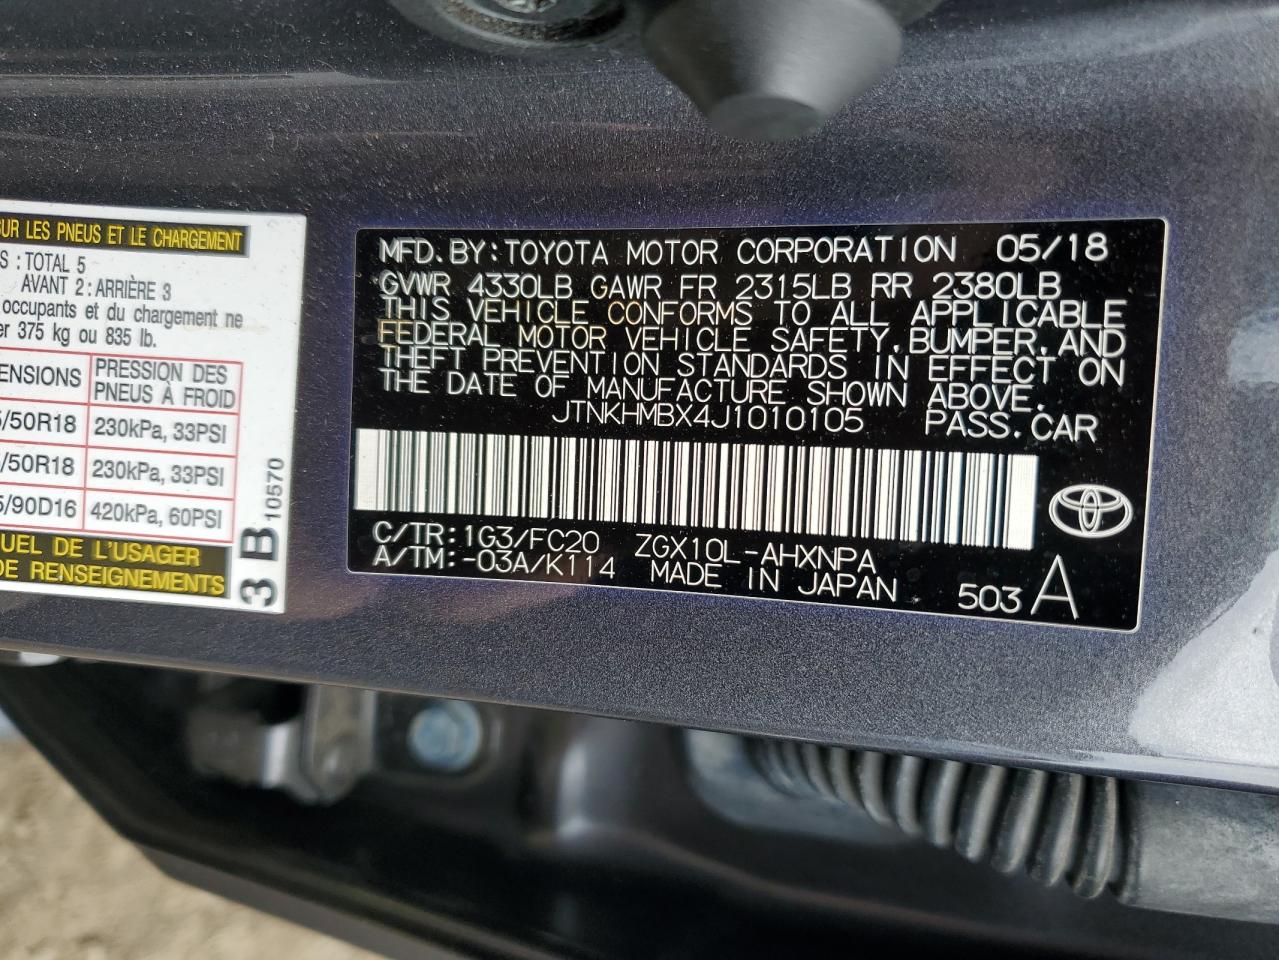 UR LES PNEUS ET LE CHARGEMENT
S : TOTAL 5
AVANT 2 : ARRIÈRE 3
occupants et du chargement ne
er 375 kg ou 835 lb.
ENSIONS PRESSION DES PNEUS À FROID
/50R18 230kPa, 33PSI
/50R18 230kPa, 33PSI
5/90D16 420kPa, 60PSI
UEL DE L'USAGER
DE RENSEIGNEMENTS
3 B 10570
MFD. BY: TOYOTA MOTOR CORPORATION 05/18
GVWR 4330LB GAWR FR 2315LB RR 2380LB
THIS VEHICLE CONFORMS TO ALL APPLICABLE
FEDERAL MOTOR VEHICLE SAFETY, BUMPER, AND
THEFT PREVENTION STANDARDS IN EFFECT ON
THE DATE OF MANUFACTURE SHOWN ABOVE.
JTNKHMBX4J1010105 PASS. CAR
C/TR: 1G3/FC20 ZGX10L-AHXNPA
A/TM: -03A/K114 MADE IN JAPAN 503 A